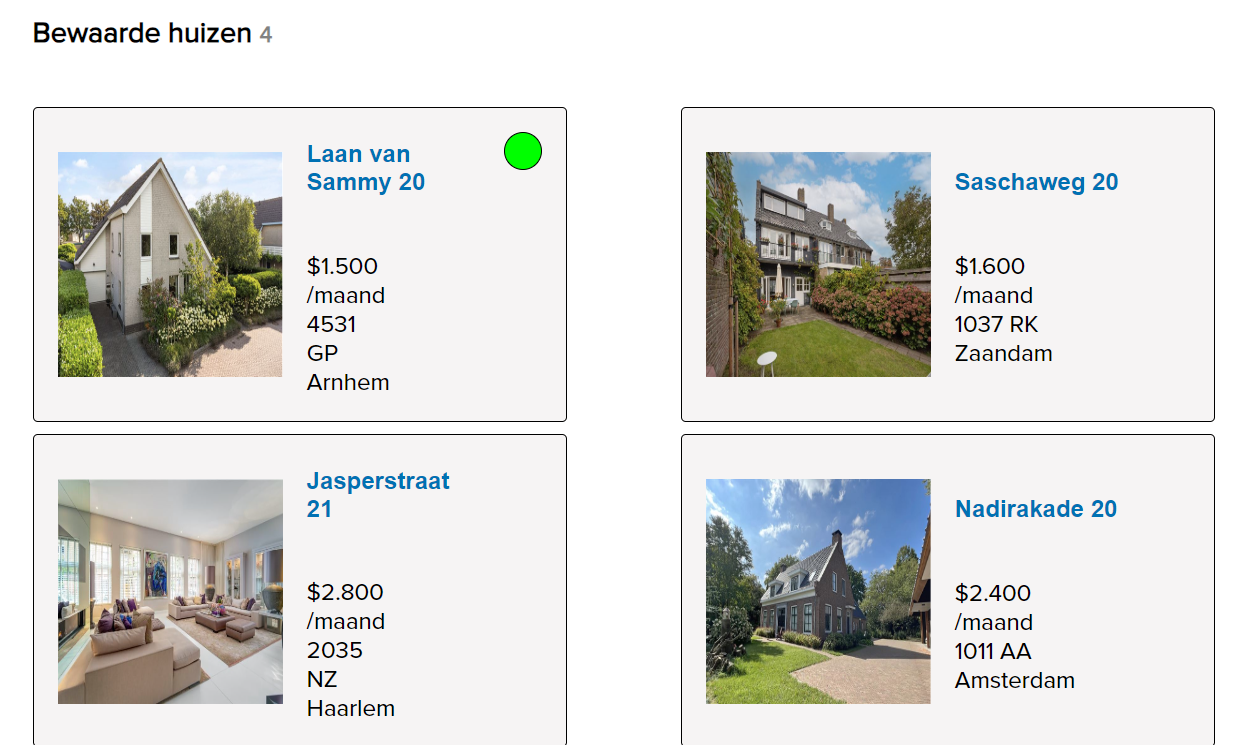 Bewaarde huizen 4
Laan van
Sammy 20
$1.500
/maand
4531
GP
Arnhem
Saschaweg 20
$1.600
/maand
1037 RK
Zaandam
Jasperstraat
21
$2.800
/maand
2035
NZ
Haarlem
Nadirakade 20
$2.400
/maand
1011 AA
Amsterdam